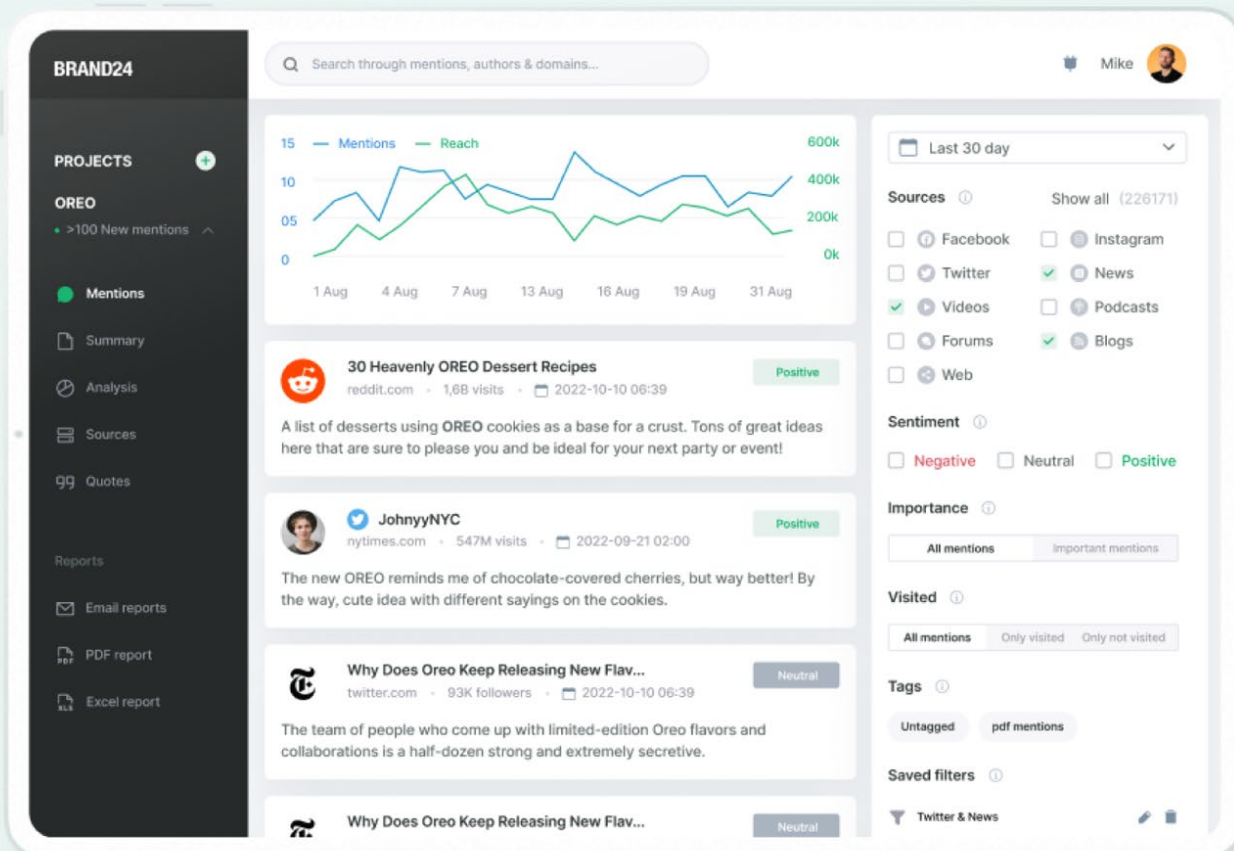 BRAND24
Search through mentions, authors & domains...
Mike
PROJECTS
OREO
>100 New mentions
Mentions
Summary
Analysis
Sources
99 Quotes
Reports
Email reports
PDF PDF report
XLS Excel report
15 Mentions Reach 600k
10 400k
05 200k
0 0k
1 Aug 4 Aug 7 Aug 13 Aug 16 Aug 19 Aug 31 Aug
30 Heavenly OREO Dessert Recipes
Positive
reddit.com • 1,6B visits • 2022-10-10 06:39
A list of desserts using OREO cookies as a base for a crust. Tons of great ideas
here that are sure to please you and be ideal for your next party or event!
JohnyyNYC
Positive
nytimes.com • 547M visits • 2022-09-21 02:00
The new OREO reminds me of chocolate-covered cherries, but way better! By
the way, cute idea with different sayings on the cookies.
Why Does Oreo Keep Releasing New Flav...
Neutral
twitter.com • 93K followers • 2022-10-10 06:39
The team of people who come up with limited-edition Oreo flavors and
collaborations is a half-dozen strong and extremely secretive.
Why Does Oreo Keep Releasing New Flav...
Neutral
Last 30 day
Sources Show all (226171)
Facebook Instagram
Twitter News
Videos Podcasts
Forums Blogs
Web
Sentiment
Negative Neutral Positive
Importance
All mentions Important mentions
Visited
All mentions Only visited Only not visited
Tags
Untagged pdf mentions
Saved filters
Twitter & News